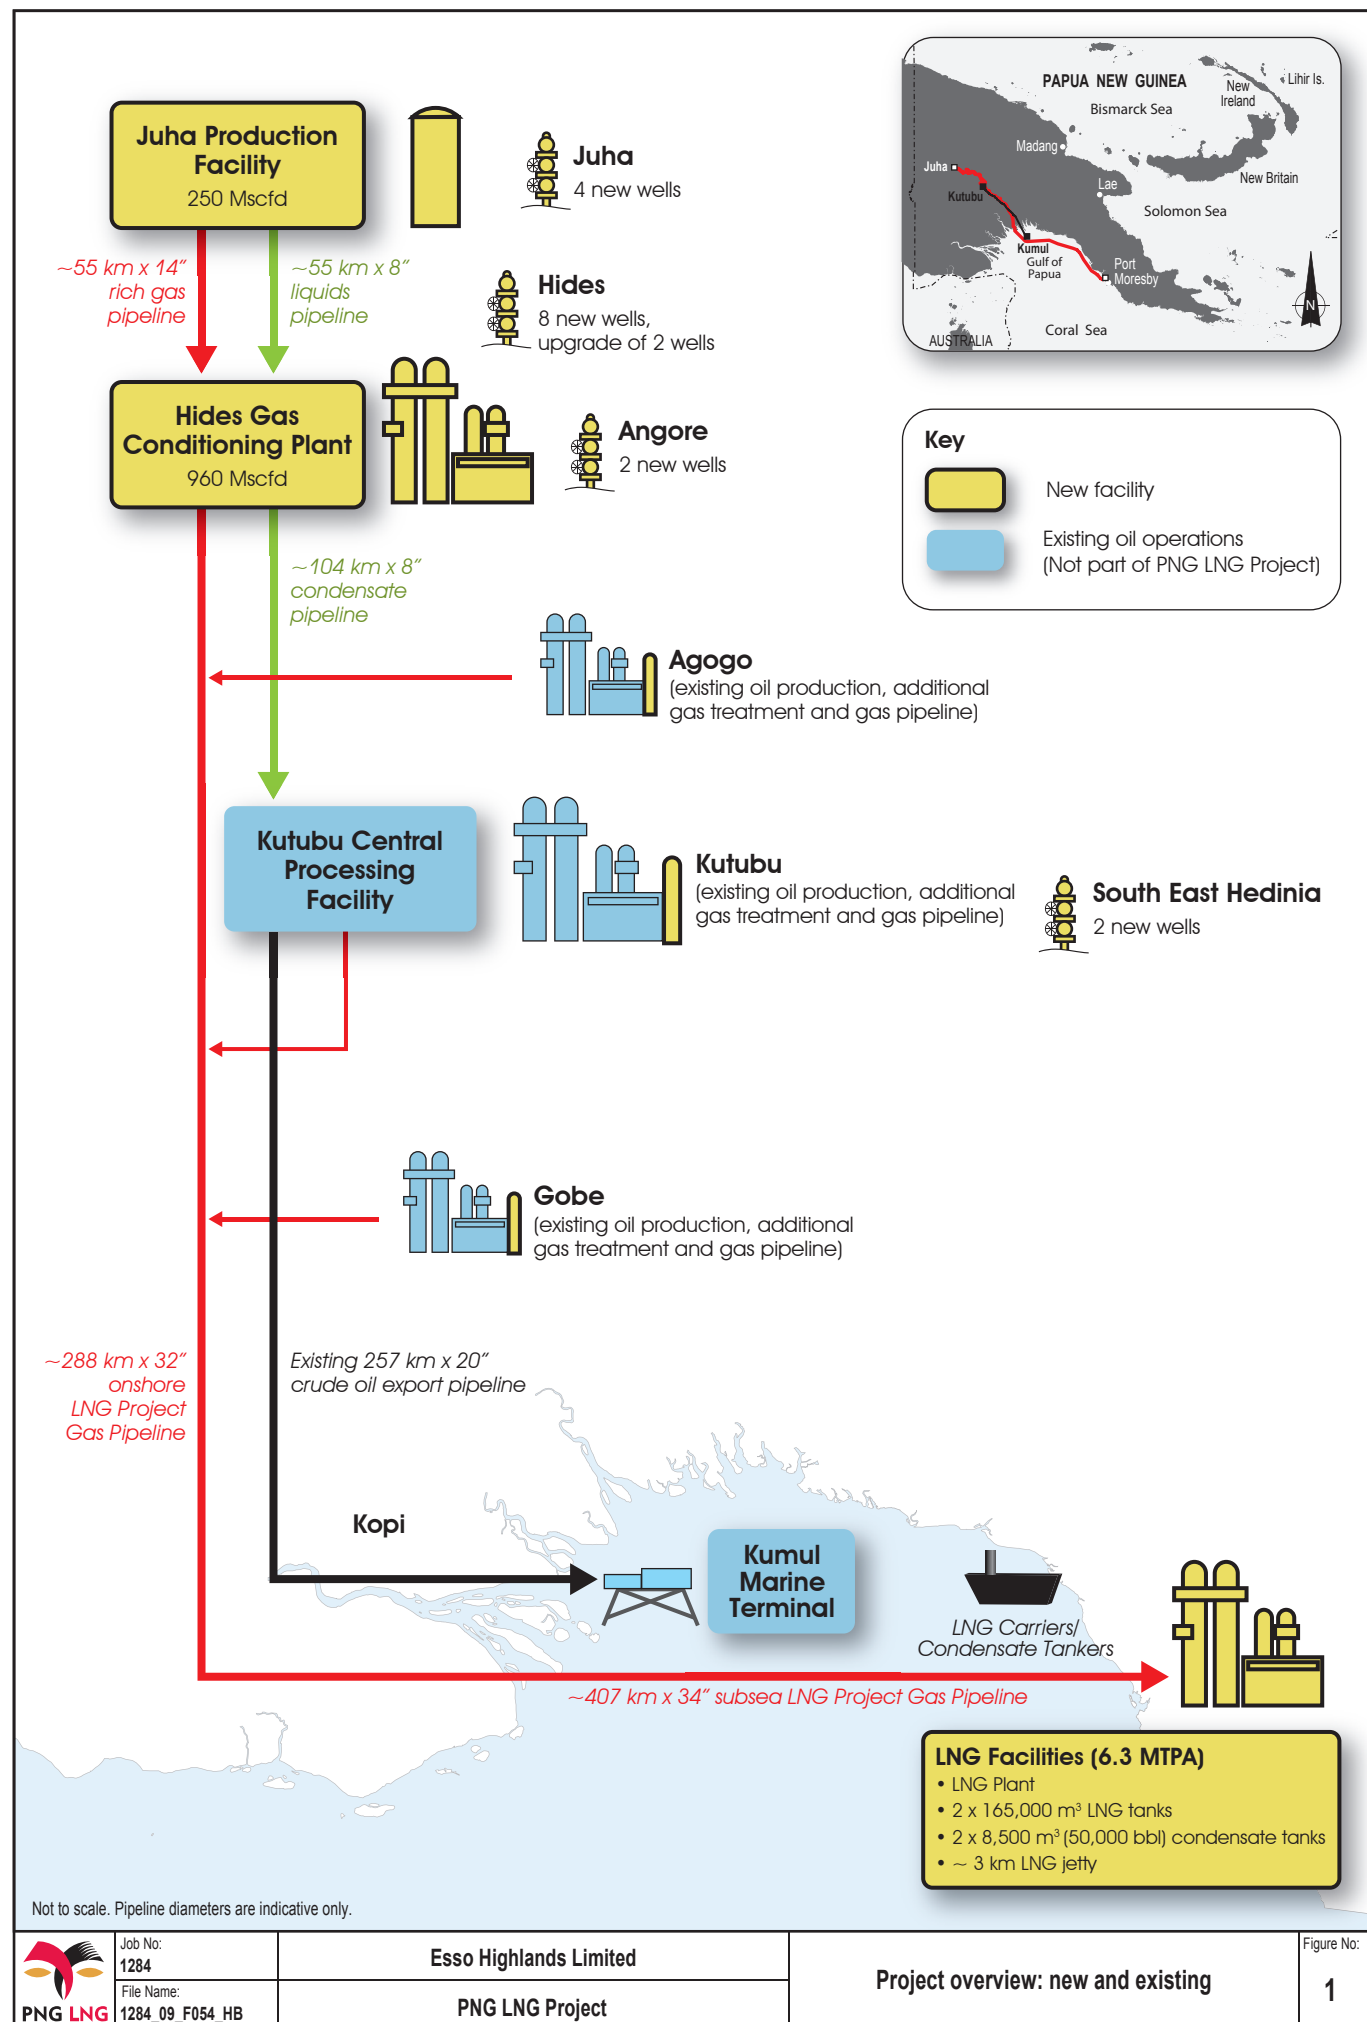 Juha Production
Facility
250 Mscfd
Juha
4 new wells
~55 km x 14”
rich gas
pipeline
~55 km x 8”
liquids
pipeline
Hides
8 new wells,
upgrade of 2 wells
Hides Gas
Conditioning Plant
960 Mscfd
Angore
2 new wells
PAPUA NEW GUINEA
Bismarck Sea
New
Ireland
Lihir Is.
Madang
Juha
Kutubu
Lae
New Britain
Solomon Sea
Kumul
Gulf of
Papua
Port
Moresby
Coral Sea
AUSTRALIA
N
Key
New facility
Existing oil operations
(Not part of PNG LNG Project)
~104 km x 8”
condensate
pipeline
Agogo
(existing oil production, additional
gas treatment and gas pipeline)
Kutubu Central
Processing
Facility
Kutubu
(existing oil production, additional
gas treatment and gas pipeline)
South East Hedinia
2 new wells
Gobe
(existing oil production, additional
gas treatment and gas pipeline)
~288 km x 32”
onshore
LNG Project
Gas Pipeline
Existing 257 km x 20”
crude oil export pipeline
Kopi
Kumul
Marine
Terminal
LNG Carriers/
Condensate Tankers
~407 km x 34” subsea LNG Project Gas Pipeline
LNG Facilities (6.3 MTPA)
• LNG Plant
• 2 x 165,000 m³ LNG tanks
• 2 x 8,500 m³ (50,000 bbl) condensate tanks
• ~ 3 km LNG jetty
Not to scale. Pipeline diameters are indicative only.
PNG LNG
Job No:
1284
File Name:
1284_09_F054_HB
Esso Highlands Limited
PNG LNG Project
Project overview: new and existing
Figure No:
1